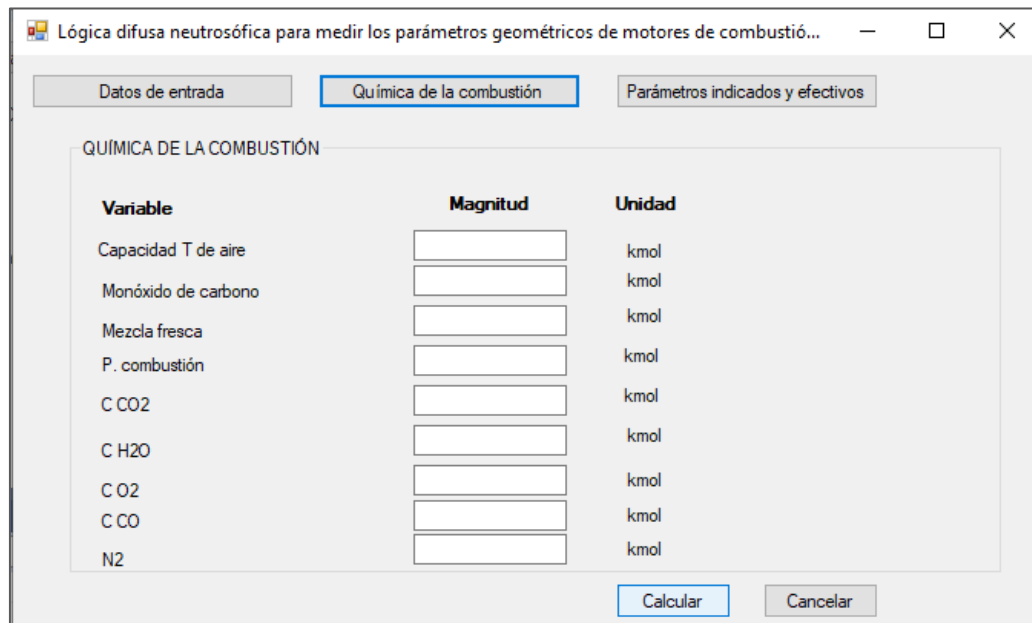 Lógica difusa neutrosófica para medir los parámetros geométricos de motores de combustió...
Datos de entrada Química de la combustión Parámetros indicados y efectivos
QUÍMICA DE LA COMBUSTIÓN
Variable Magnitud Unidad
Capacidad T de aire kmol
Monóxido de carbono kmol
Mezcla fresca kmol
P. combustión kmol
C CO2 kmol
C H2O kmol
C O2 kmol
C CO kmol
N2 kmol
Calcular Cancelar